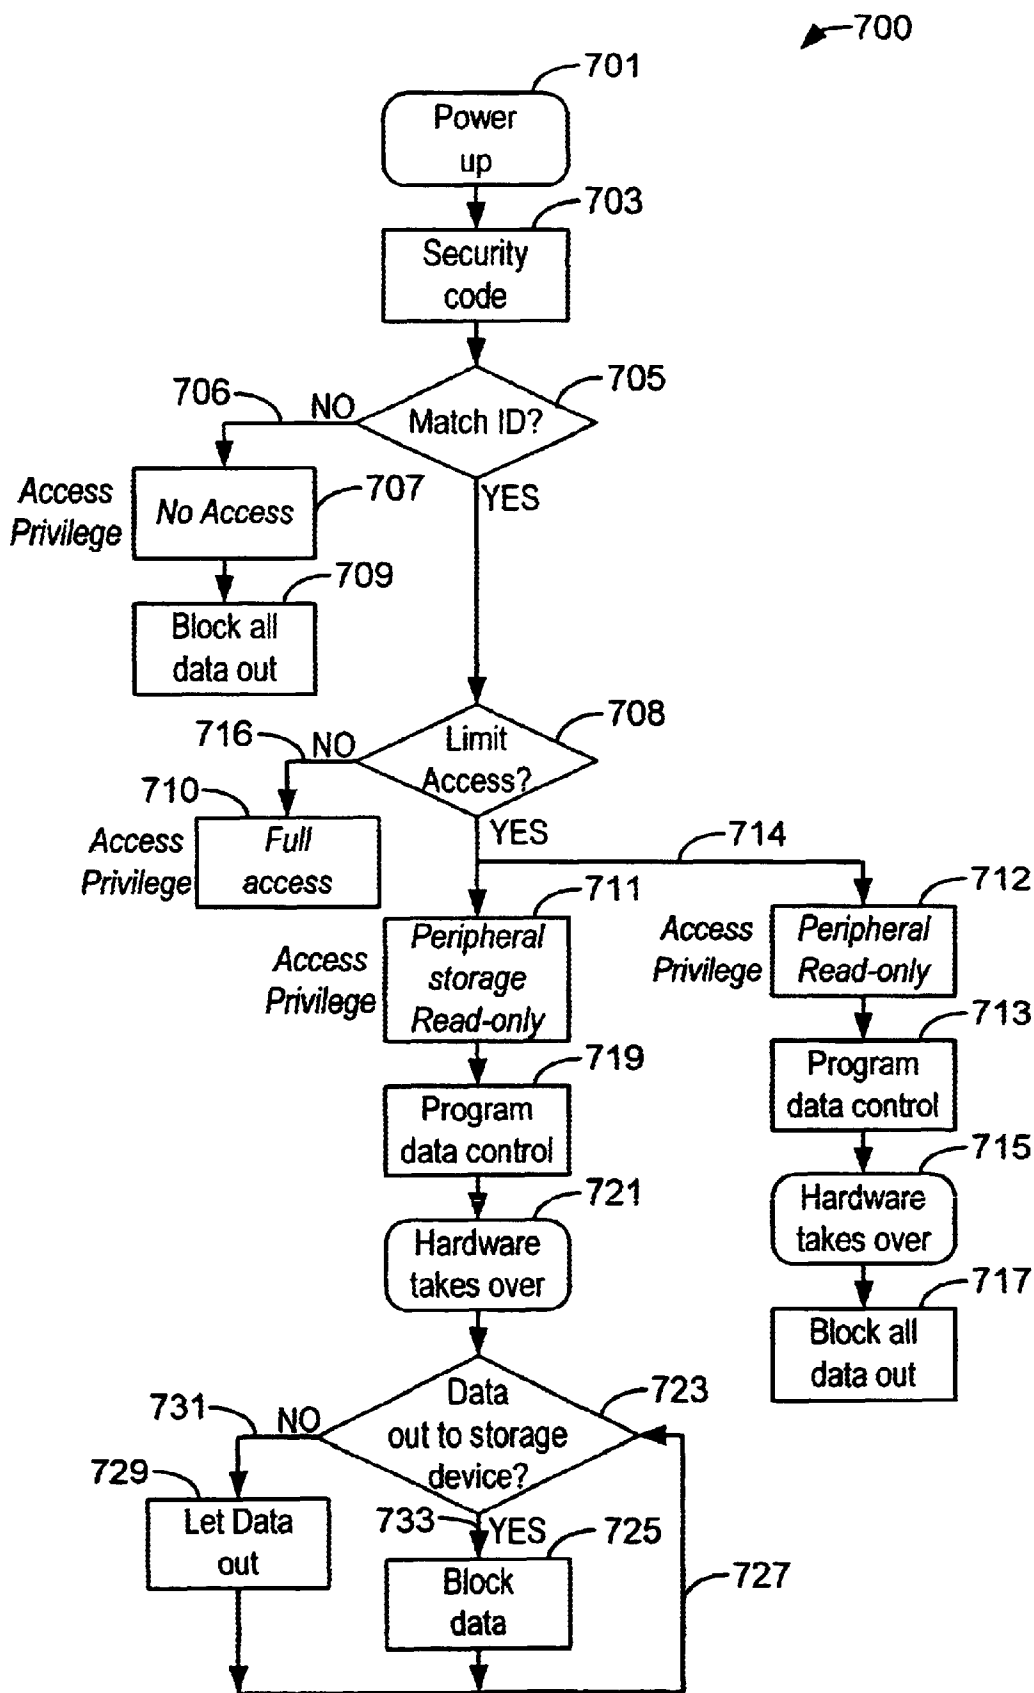 700
701
Power
up
703
Security
code
705
706
NO
Match ID?
YES
Access
Privilege
707
No Access
709
Block all
data out
708
716
NO
Limit
Access?
YES
710
Access
Privilege
Full
access
714
711
Access
Privilege
Peripheral
storage
Read-only
712
Access
Privilege
Peripheral
Read-only
719
Program
data control
713
Program
data control
721
Hardware
takes over
715
Hardware
takes over
717
Block all
data out
723
731
NO
Data
out to storage
device?
733
YES
729
Let Data
out
725
Block
data
727